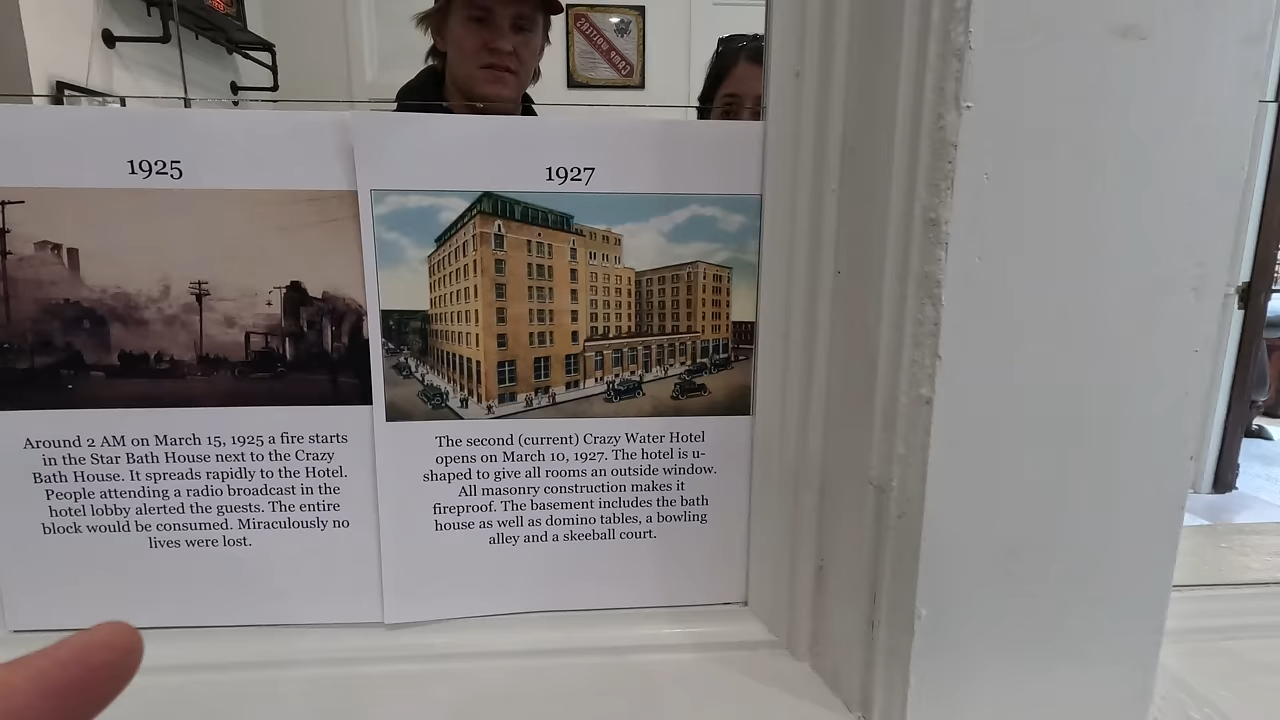 CAMP WOLTERS
1925
Around 2 AM on March 15, 1925 a fire starts
in the Star Bath House next to the Crazy
Bath House. It spreads rapidly to the Hotel.
People attending a radio broadcast in the
hotel lobby alerted the guests. The entire
block would be consumed. Miraculously no
lives were lost.
1927
The second (current) Crazy Water Hotel
opens on March 10, 1927. The hotel is u-
shaped to give all rooms an outside window.
All masonry construction makes it
fireproof. The basement includes the bath
house as well as domino tables, a bowling
alley and a skeeball court.